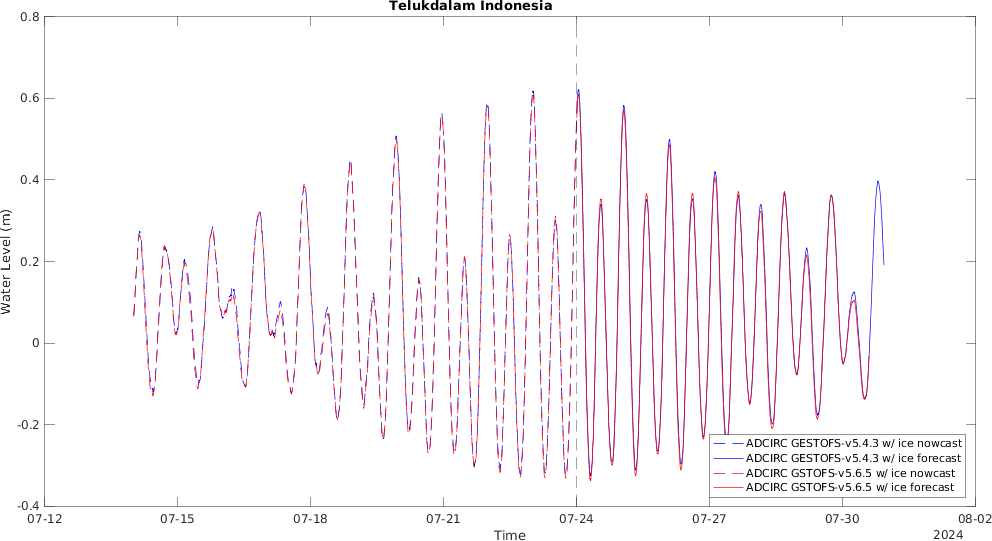 Telukdalam Indonesia
0.8
0.6
0.4
0.2
0
-0.2
-0.4
Water Level (m)
ADCIRC GESTOFS-v5.4.3 w/ ice nowcast
ADCIRC GESTOFS-v5.4.3 w/ ice forecast
ADCIRC GSTOFS-v5.6.5 w/ ice nowcast
ADCIRC GSTOFS-v5.6.5 w/ ice forecast
07-12 07-15 07-18 07-21 07-24 07-27 07-30 08-02
Time
2024